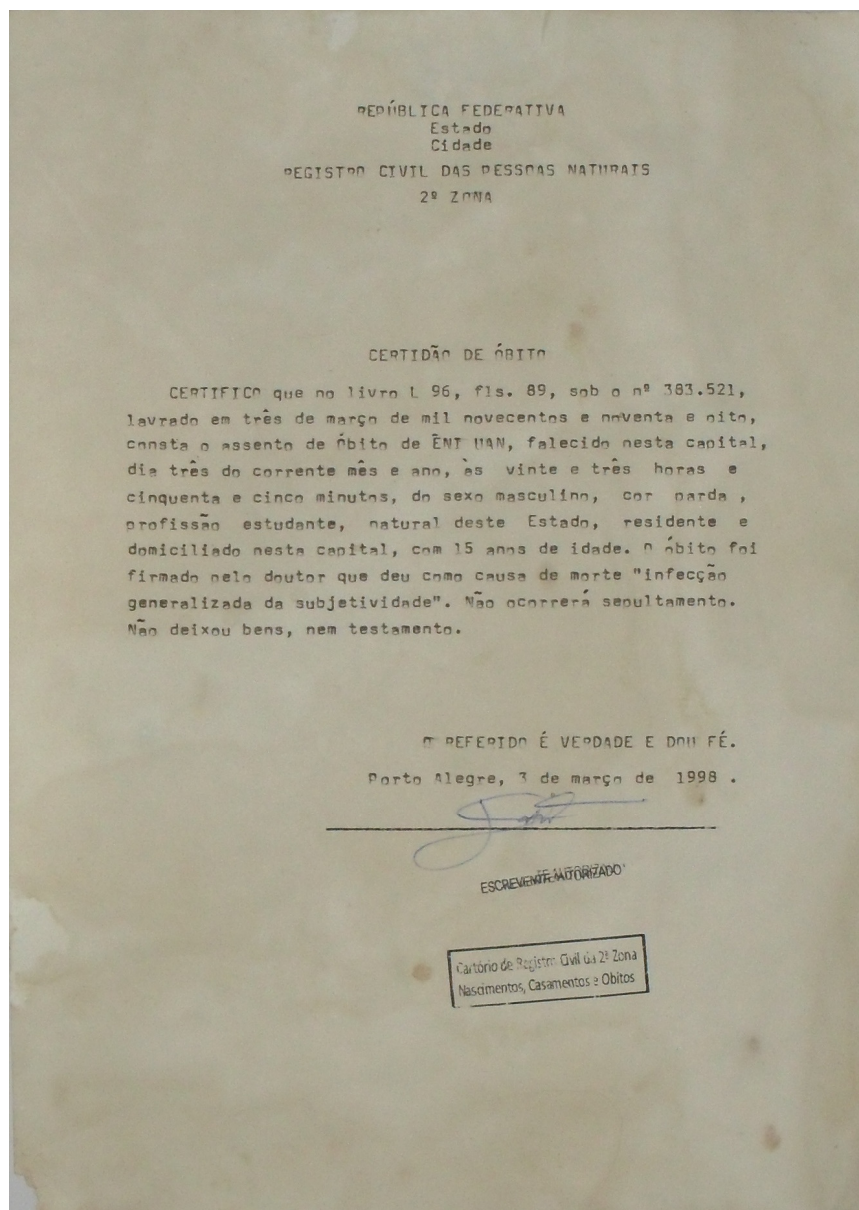 REPÚBLICA FEDERATIVA
Estado
Cidade
REGISTRO CIVIL DAS PESSOAS NATURAIS
2º ZONA
CERTIDÃO DE ÓBITO
CERTIFICO que no livro L 96, fls. 89, sob o nº 383.521,
lavrado em três de março de mil novecentos e noventa e oito,
consta o assento de óbito de ÊNT UAN, falecido nesta capital,
dia três do corrente mês e ano, às vinte e três horas e
cinquenta e cinco minutos, do sexo masculino, cor parda ,
profissão estudante, natural deste Estado, residente e
domiciliado nesta capital, com 15 anos de idade. O óbito foi
firmado pelo doutor que deu como causa de morte "infecção
generalizada da subjetividade". Não ocorrerá sepultamento.
Não deixou bens, nem testamento.
O REFERIDO É VERDADE E DOU FÉ.
Porto Alegre, 3 de março de 1998 .
ESCREVENTE AUTORIZADO
Cartório de Registro Civil da 2ª Zona
Nascimentos, Casamentos e Obitos